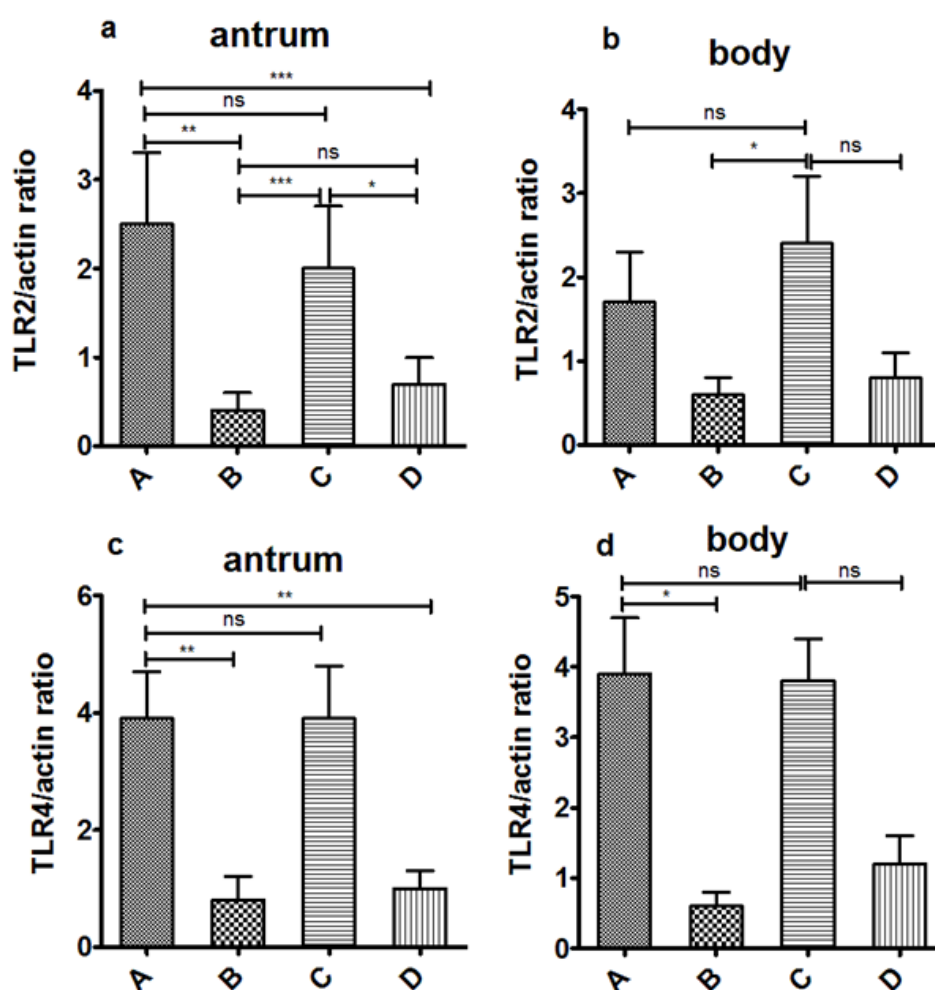 a
antrum
***
ns
**
ns
***
*
4
3
2
1
0
TLR2/actin ratio
A
B
C
D
b
body
ns
*
ns
4
3
2
1
0
TLR2/actin ratio
A
B
C
D
c
antrum
**
ns
**
6
4
2
0
TLR4/actin ratio
A
B
C
D
d
body
ns
ns
*
5
4
3
2
1
0
TLR4/actin ratio
A
B
C
D